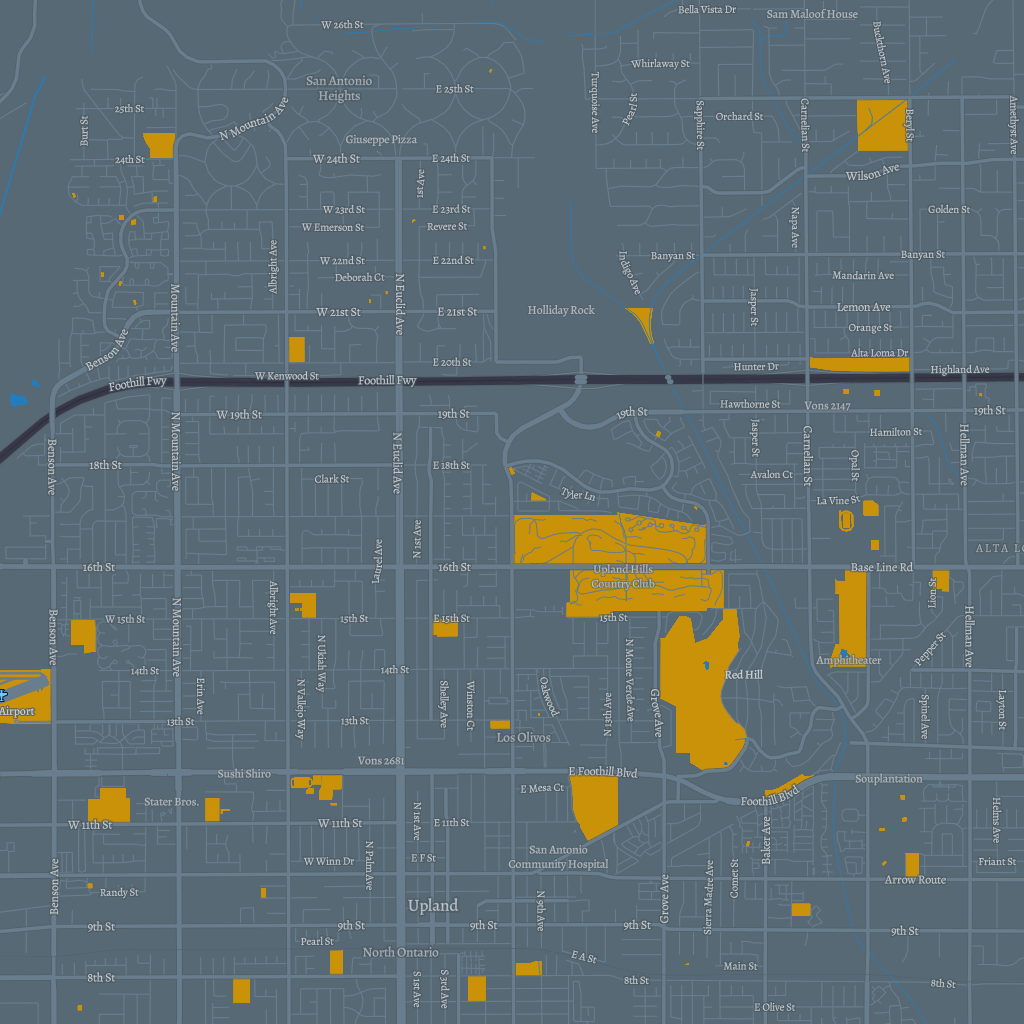 Bella Vista Dr
Sam Maloof House
W 26th St
Buckthorn Ave
Whirlaway St
San Antonio
Heights
E 25th St
Turquoise Ave
Pearl St
25th St
Burt St
N Mountain Ave
Sapphire St
Orchard St
Carnelian St
Beryl St
Amethyst Ave
Giuseppe Pizza
24th St
W 24th St
E 24th St
N 1st Ave
Wilson Ave
W 23rd St
E 23rd St
Golden St
W Emerson St
Revere St
Napa Ave
Albright Ave
W 22nd St
E 22nd St
Indigo Ave
Banyan St
Banyan St
Deborah Ct
Mandarin Ave
Mountain Ave
N Euclid Ave
W 21st St
E 21st St
Holliday Rock
Jasper St
Lemon Ave
Orange St
Benson Ave
Alta Loma Dr
E 20th St
Hunter Dr
Highland Ave
Foothill Fwy
W Kenwood St
Foothill Fwy
W 19th St
19th St
19th St
Hawthorne St
Vons 2147
19th St
N Mountain Ave
Jasper St
Carnelian St
Hamilton St
Hellman Ave
Benson Ave
18th St
N Euclid Ave
E 18th St
Opal St
Clark St
Avalon Ct
Tyler Ln
La Vine St
N 1st Ave
Laurel Ave
ALTA LO
16th St
16th St
Upland Hills
Country Club
Base Line Rd
Albright Ave
Lion St
Benson Ave
N Mountain Ave
W 15th St
15th St
E 15th St
15th St
Hellman Ave
N Ukiah Way
N Monte Verde Ave
Pepper St
14th St
14th St
Amphitheater
Red Hill
Erin Ave
N Vallejo Way
Shelley Ave
Winston Ct
Oakwood
Grove Ave
Airport
N 13th Ave
Spinel Ave
Layton St
13th St
13th St
Los Olivos
Vons 2681
Sushi Shiro
E Foothill Blvd
Souplantation
E Mesa Ct
Stater Bros.
Foothill Blvd
W 11th St
W 11th St
N 1st Ave
E 11th St
Helms Ave
Baker Ave
San Antonio
Community Hospital
W Winn Dr
N Palm Ave
E F St
Friant St
Benson Ave
Randy St
Grove Ave
Sierra Madre Ave
Comet St
Arrow Route
Upland
N 9th Ave
9th St
9th St
9th St
9th St
9th St
Pearl St
North Ontario
E A St
Main St
8th St
S 1st Ave
S 3rd Ave
8th St
8th St
E Olive St